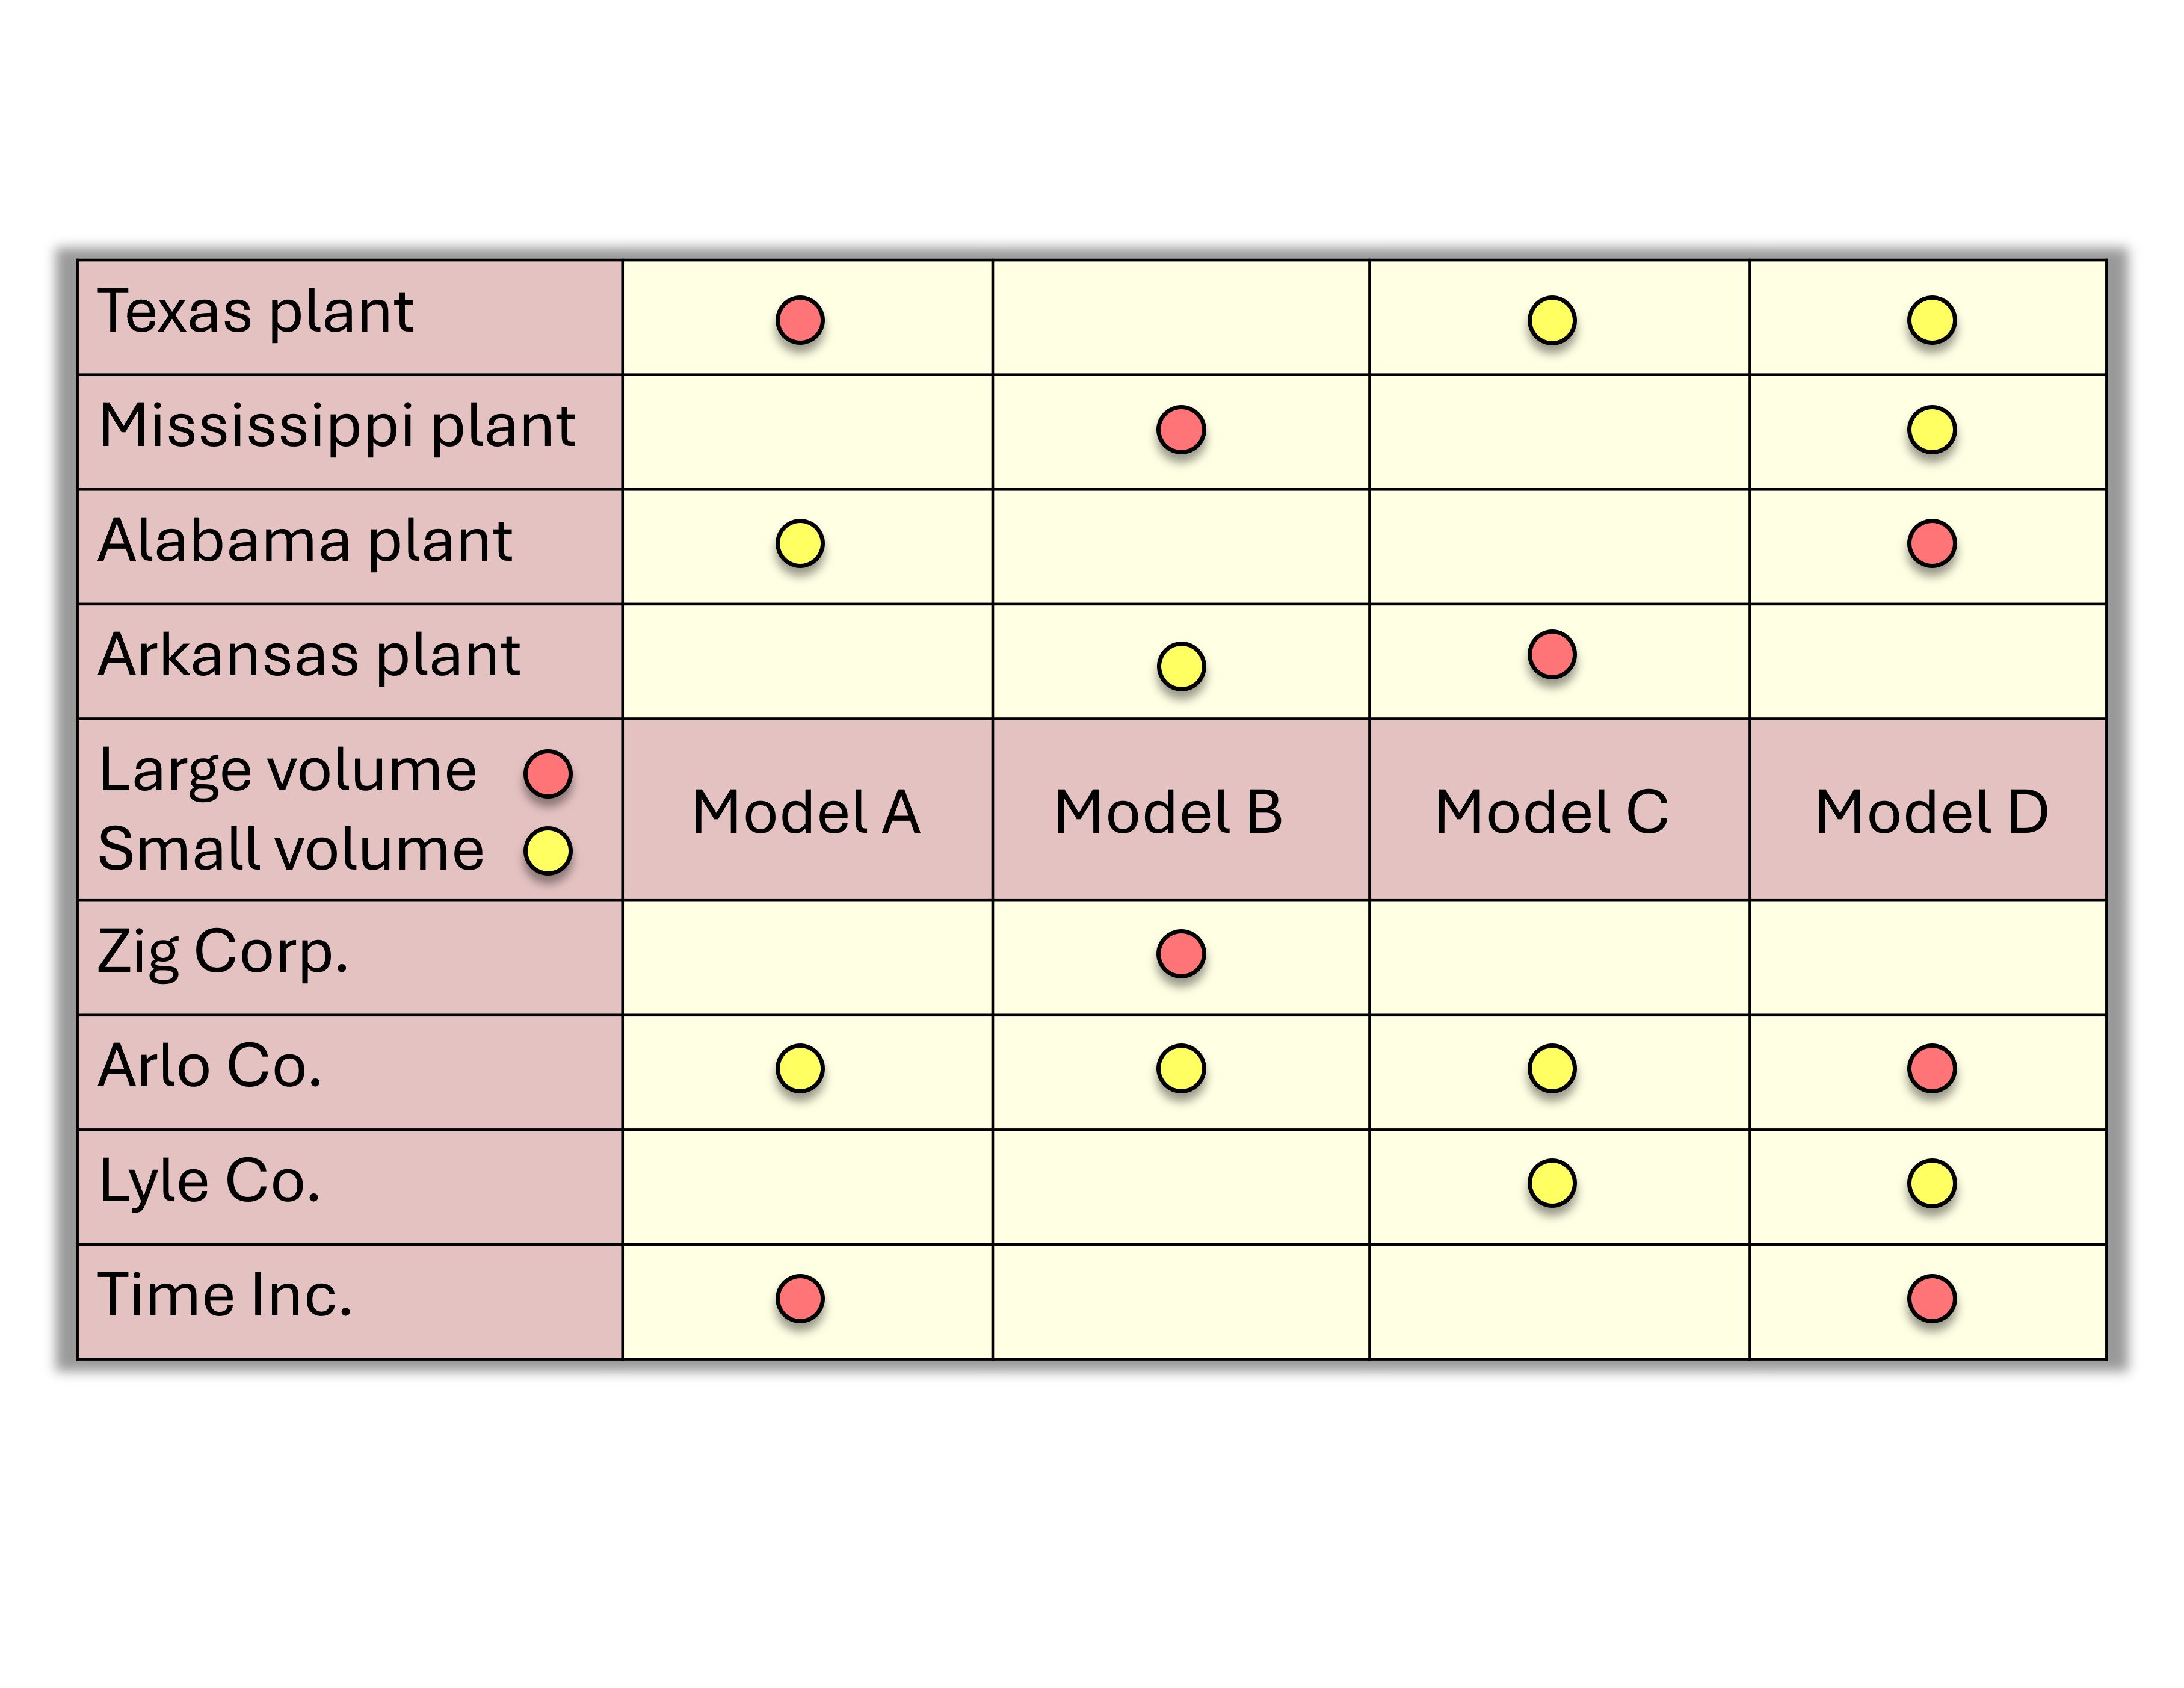 Texas plant
Mississippi plant
Alabama plant
Arkansas plant
Large volume
Small volume
Model A
Model B
Model C
Model D
Zig Corp.
Arlo Co.
Lyle Co.
Time Inc.